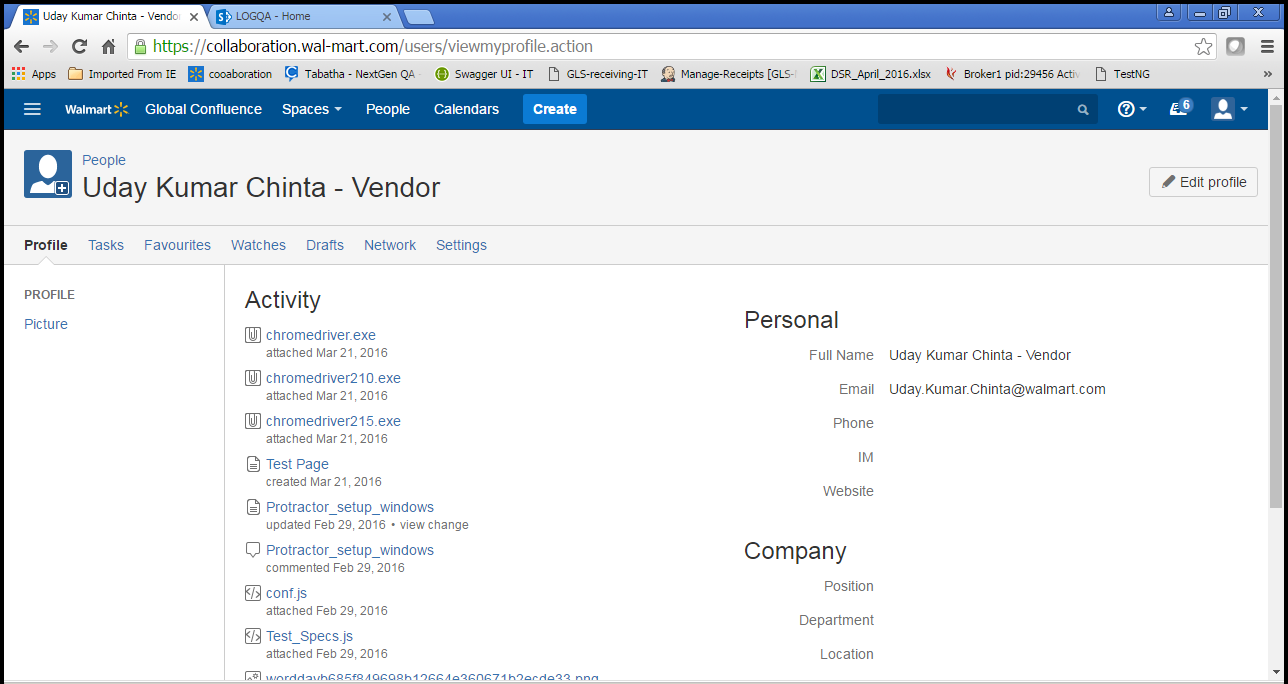 Uday Kumar Chinta - Vendor
LOGQA - Home
https://collaboration.wal-mart.com/users/viewmyprofile.action
Apps Imported From IE cooaboration Tabatha - NextGen QA Swagger UI - IT GLS-receiving-IT Manage-Receipts [GLS- DSR_April_2016.xlsx Broker1 pid:29456 Activ TestNG »
Walmart Global Confluence Spaces People Calendars Create 6
People
Uday Kumar Chinta - Vendor
Edit profile
Profile Tasks Favourites Watches Drafts Network Settings
PROFILE
Picture
Activity
chromedriver.exe
attached Mar 21, 2016
chromedriver210.exe
attached Mar 21, 2016
chromedriver215.exe
attached Mar 21, 2016
Test Page
created Mar 21, 2016
Protractor_setup_windows
updated Feb 29, 2016 • view change
Protractor_setup_windows
commented Feb 29, 2016
conf.js
attached Feb 29, 2016
Test_Specs.js
attached Feb 29, 2016
worddavb685f849698b12664e360671b2ecde33.png
Personal
Full Name Uday Kumar Chinta - Vendor
Email Uday.Kumar.Chinta@walmart.com
Phone
IM
Website
Company
Position
Department
Location